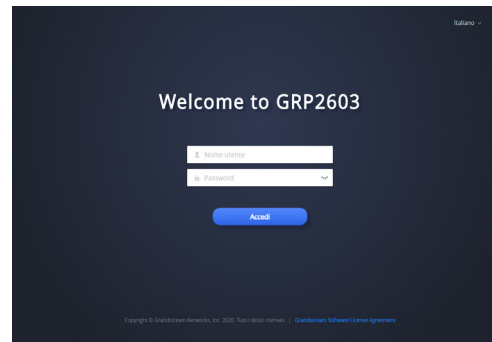 Italiano
Welcome to GRP2603
Nome utente
Password
Accedi
Copyright © Grandstream Networks, Inc. 2020. Tutti i diritti riservati. | Grandstream Software License Agreement